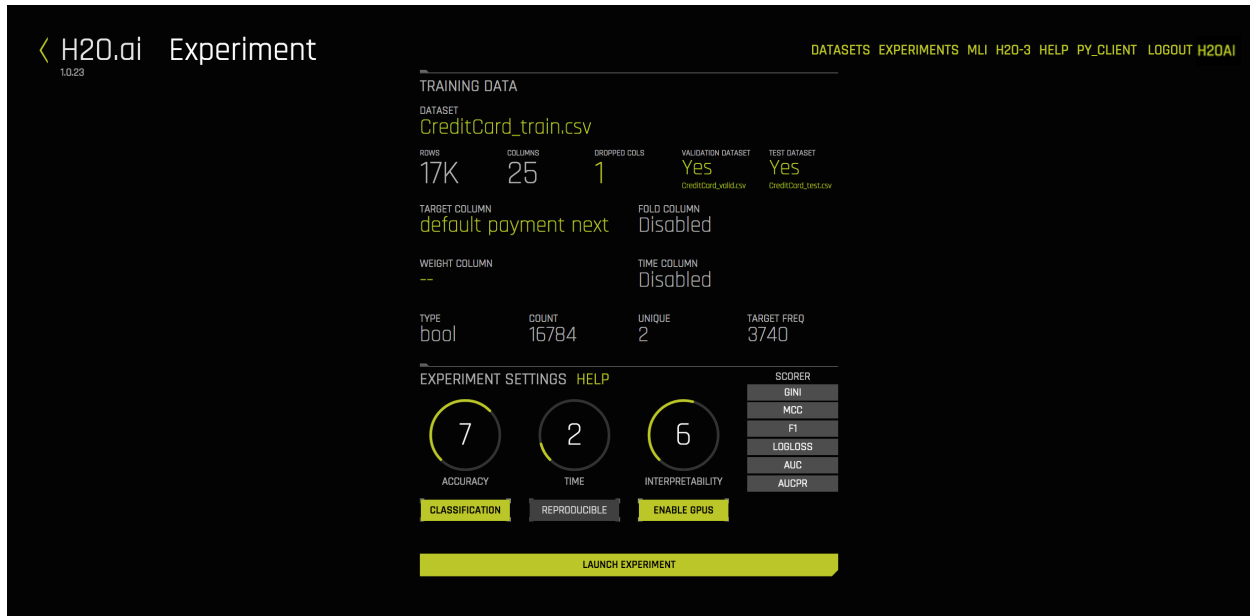 H2O.ai Experiment
1.0.23
DATASETS EXPERIMENTS MLI H2O-3 HELP PY_CLIENT LOGOUT H2OAI
TRAINING DATA
DATASET
CreditCard_train.csv
ROWS COLUMNS DROPPED COLS VALIDATION DATASET TEST DATASET
17K 25 1 Yes Yes
CreditCard_valid.csv CreditCard_test.csv
TARGET COLUMN FOLD COLUMN
default payment next Disabled
WEIGHT COLUMN TIME COLUMN
-- Disabled
TYPE COUNT UNIQUE TARGET FREQ
bool 16784 2 3740
EXPERIMENT SETTINGS HELP
7 2 6
ACCURACY TIME INTERPRETABILITY
CLASSIFICATION REPRODUCIBLE ENABLE GPUS
SCORER
GINI
MCC
F1
LOGLOSS
AUC
AUCPR
LAUNCH EXPERIMENT